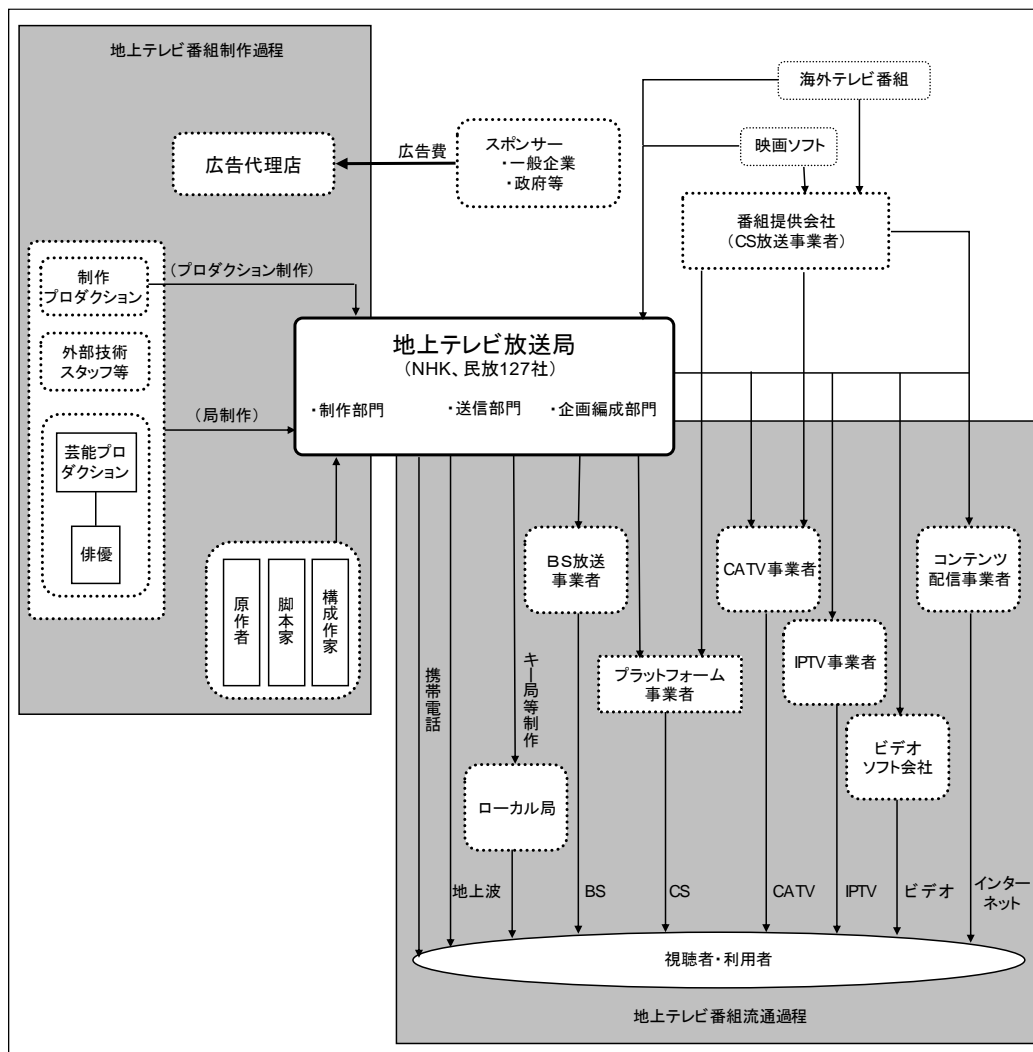 地上テレビ番組制作過程
海外テレビ番組
映画ソフト
広告代理店
広告費
スポンサー
・一般企業
・政府等
番組提供会社
（CS放送事業者）
制作
プロダクション
（プロダクション制作）
外部技術
スタッフ等
（局制作）
芸能プロ
ダクション
俳優
地上テレビ放送局
（NHK、民放127社）
・制作部門
・送信部門
・企画編成部門
原作者
脚本家
構成作家
BS放送
事業者
CATV事業者
コンテンツ
配信事業者
IPTV事業者
プラットフォーム
事業者
携帯電話
キー局等制作
ビデオ
ソフト会社
ローカル局
地上波
BS
CS
CATV
IPTV
ビデオ
インター
ネット
視聴者・利用者
地上テレビ番組流通過程